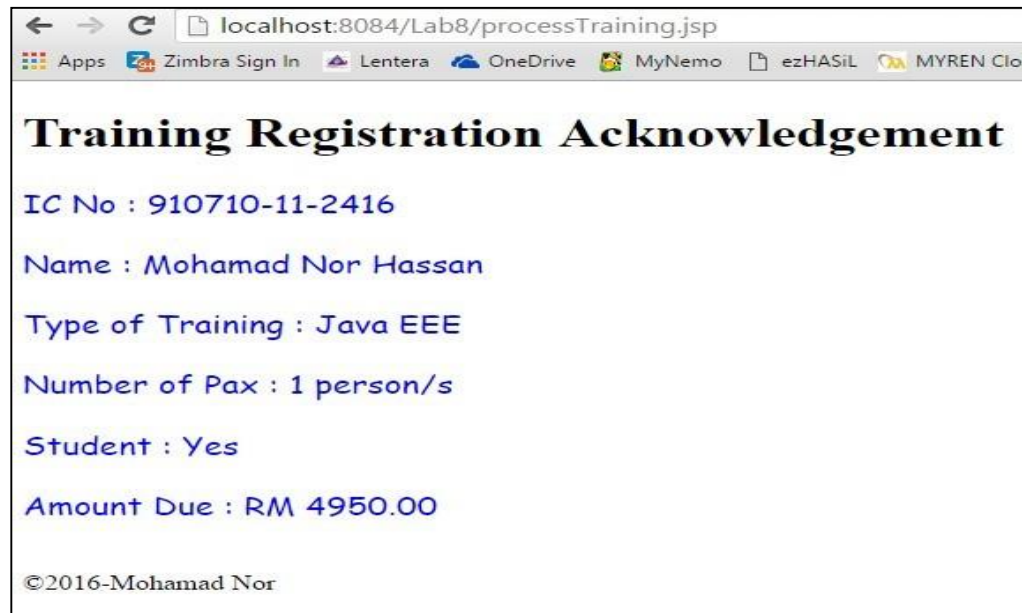 localhost:8084/Lab8/processTraining.jsp
Apps Zimbra Sign In Lentera OneDrive MyNemo ezHASiL MYREN Clo
Training Registration Acknowledgement
IC No : 910710-11-2416
Name : Mohamad Nor Hassan
Type of Training : Java EEE
Number of Pax : 1 person/s
Student : Yes
Amount Due : RM 4950.00
©2016-Mohamad Nor